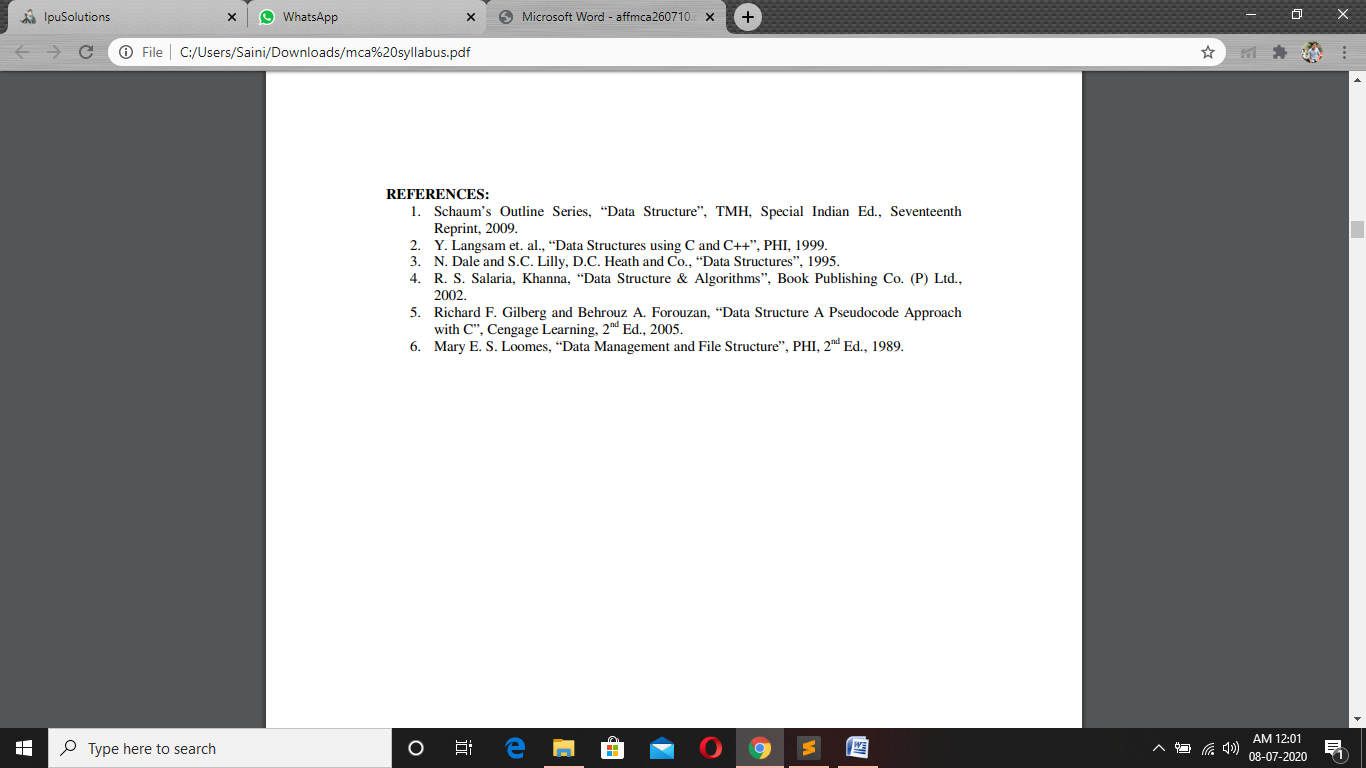 IpuSolutions
WhatsApp
Microsoft Word - affmca260710.
File
C:/Users/Saini/Downloads/mca%20syllabus.pdf
REFERENCES:
1. Schaum’s Outline Series, “Data Structure”, TMH, Special Indian Ed., Seventeenth
Reprint, 2009.
2. Y. Langsam et. al., “Data Structures using C and C++”, PHI, 1999.
3. N. Dale and S.C. Lilly, D.C. Heath and Co., “Data Structures”, 1995.
4. R. S. Salaria, Khanna, “Data Structure & Algorithms”, Book Publishing Co. (P) Ltd.,
2002.
5. Richard F. Gilberg and Behrouz A. Forouzan, “Data Structure A Pseudocode Approach
with C”, Cengage Learning, 2nd Ed., 2005.
6. Mary E. S. Loomes, “Data Management and File Structure”, PHI, 2nd Ed., 1989.
Type here to search
AM 12:01
08-07-2020
1